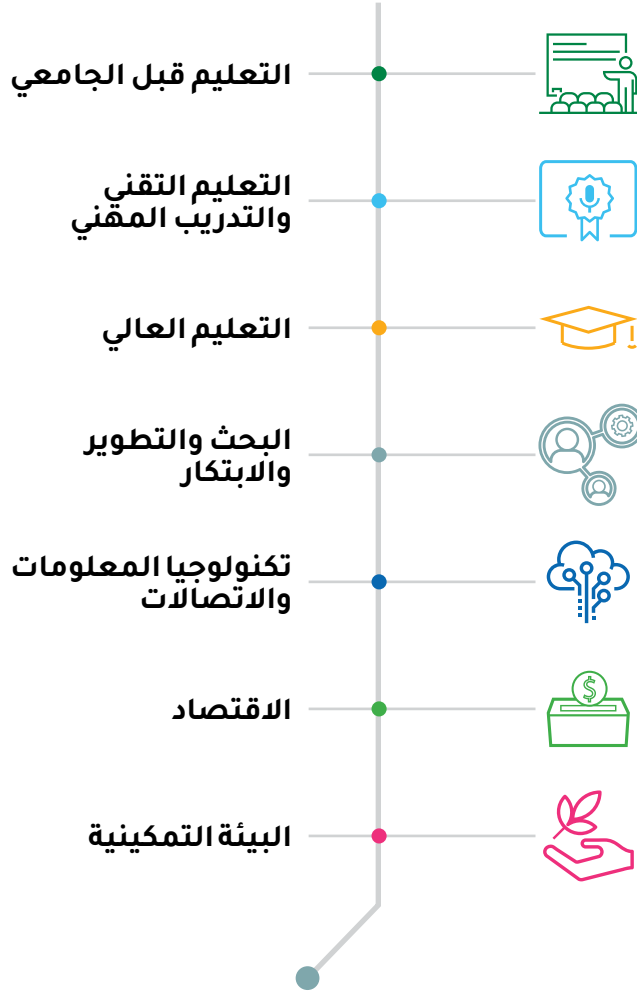 التعليم قبل الجامعي
التعليم التقني
والتدريب المهني
التعليم العالي
البحث والتطوير
والابتكار
تكنولوجيا المعلومات
والاتصالات
الاقتصاد
البيئة التمكينية